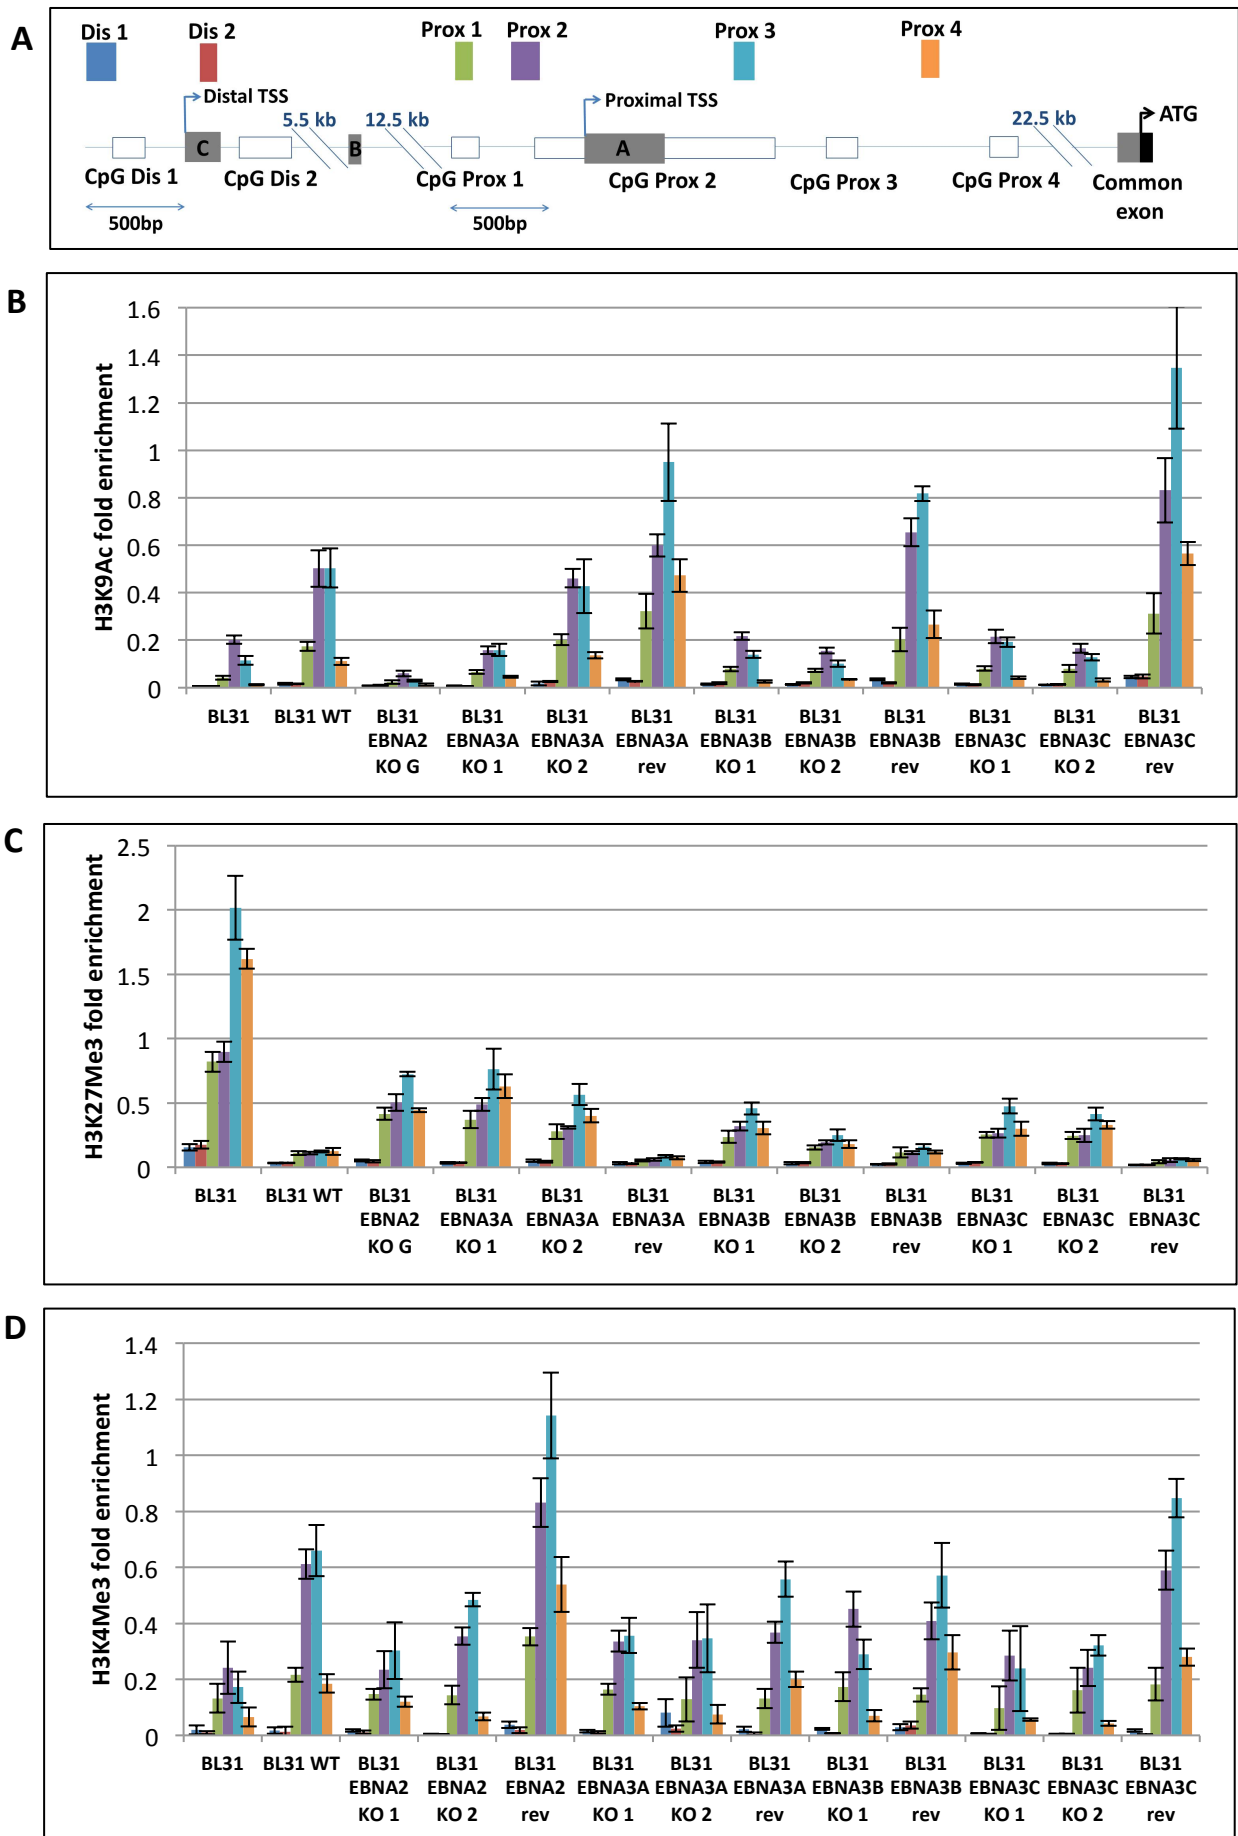 A
Dis 1
Dis 2
Prox 1
Prox 2
Prox 3
Prox 4
Distal TSS
5.5 kb
12.5 kb
Proximal TSS
22.5 kb
ATG
C
B
A
CpG Dis 1
CpG Dis 2
CpG Prox 1
CpG Prox 2
CpG Prox 3
CpG Prox 4
Common
exon
500bp
500bp
B
H3K9Ac fold enrichment
1.6
1.4
1.2
1
0.8
0.6
0.4
0.2
0
BL31
BL31 WT
BL31
EBNA2
KO G
BL31
EBNA3A
KO 1
BL31
EBNA3A
KO 2
BL31
EBNA3A
rev
BL31
EBNA3B
KO 1
BL31
EBNA3B
KO 2
BL31
EBNA3B
rev
BL31
EBNA3C
KO 1
BL31
EBNA3C
KO 2
BL31
EBNA3C
rev
C
H3K27Me3 fold enrichment
2.5
2
1.5
1
0.5
0
BL31
BL31 WT
BL31
EBNA2
KO G
BL31
EBNA3A
KO 1
BL31
EBNA3A
KO 2
BL31
EBNA3A
rev
BL31
EBNA3B
KO 1
BL31
EBNA3B
KO 2
BL31
EBNA3B
rev
BL31
EBNA3C
KO 1
BL31
EBNA3C
KO 2
BL31
EBNA3C
rev
D
H3K4Me3 fold enrichment
1.4
1.2
1
0.8
0.6
0.4
0.2
0
BL31
BL31 WT
BL31
EBNA2
KO 1
BL31
EBNA2
KO 2
BL31
EBNA2
rev
BL31
EBNA3A
KO 1
BL31
EBNA3A
KO 2
BL31
EBNA3A
rev
BL31
EBNA3B
KO 1
BL31
EBNA3B
rev
BL31
EBNA3C
KO 1
BL31
EBNA3C
KO 2
BL31
EBNA3C
rev